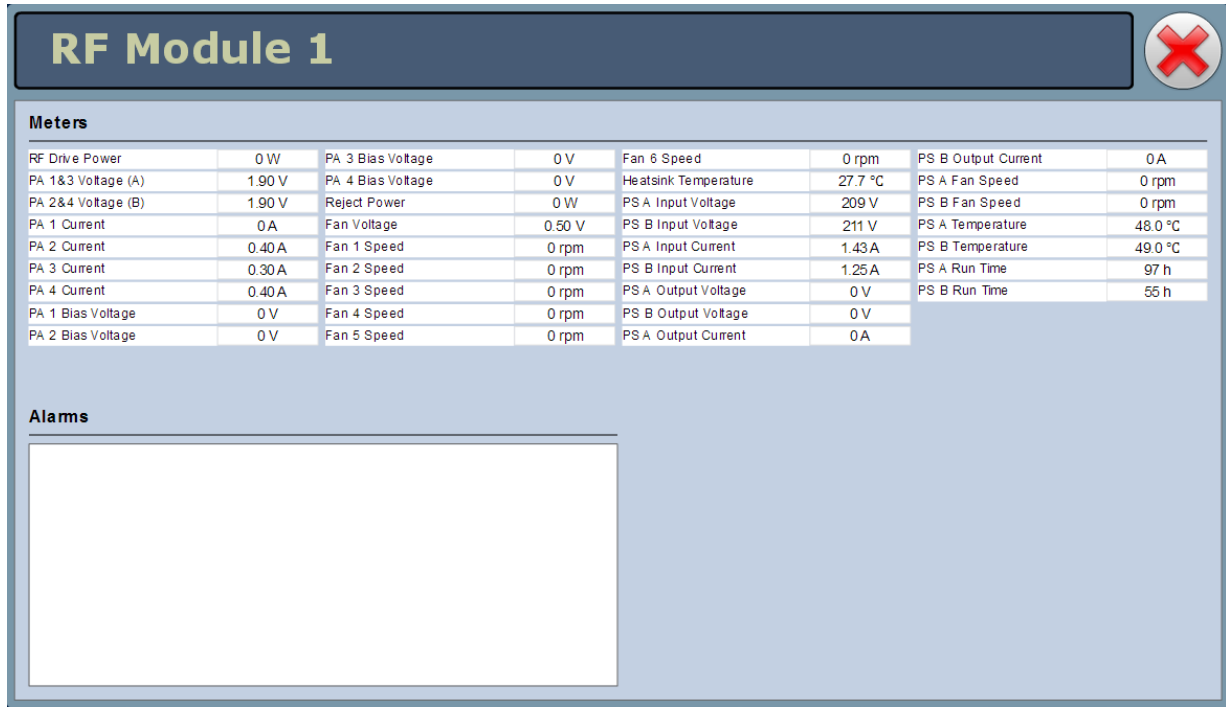 RF Module 1
Meters
RF Drive Power 0 W PA 3 Bias Voltage 0 V Fan 6 Speed 0 rpm PS B Output Current 0 A
PA 1&3 Voltage (A) 1.90 V PA 4 Bias Voltage 0 V Heatsink Temperature 27.7 °C PS A Fan Speed 0 rpm
PA 2&4 Voltage (B) 1.90 V Reject Power 0 W PS A Input Voltage 209 V PS B Fan Speed 0 rpm
PA 1 Current 0 A Fan Voltage 0.50 V PS B Input Voltage 211 V PS A Temperature 48.0 °C
PA 2 Current 0.40 A Fan 1 Speed 0 rpm PS A Input Current 1.43 A PS B Temperature 49.0 °C
PA 3 Current 0.30 A Fan 2 Speed 0 rpm PS B Input Current 1.25 A PS A Run Time 97 h
PA 4 Current 0.40 A Fan 3 Speed 0 rpm PS A Output Voltage 0 V PS B Run Time 55 h
PA 1 Bias Voltage 0 V Fan 4 Speed 0 rpm PS B Output Voltage 0 V
PA 2 Bias Voltage 0 V Fan 5 Speed 0 rpm PS A Output Current 0 A
Alarms